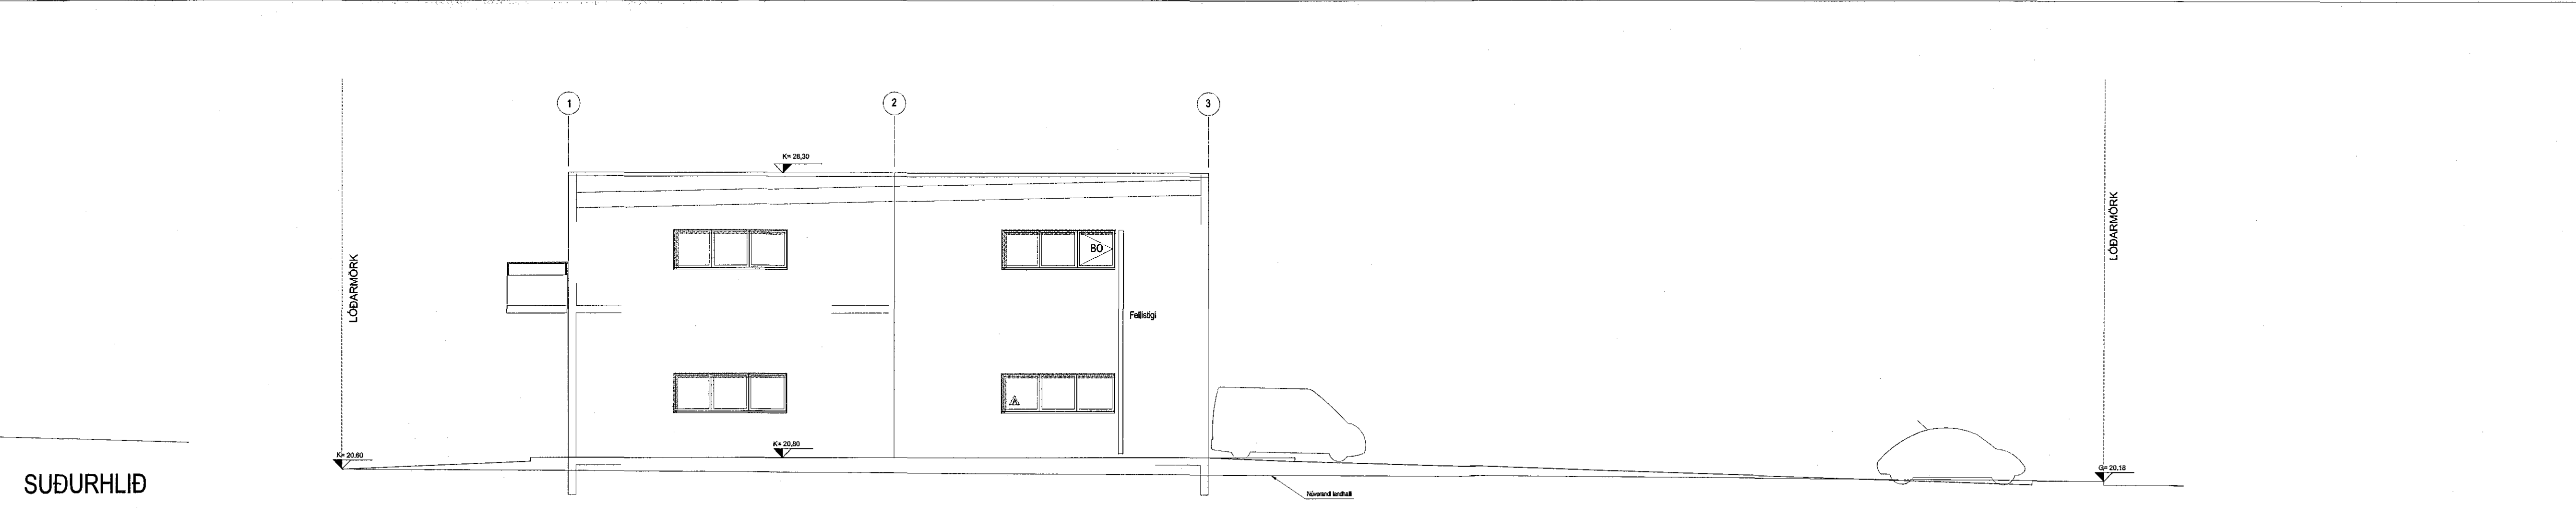 1
2
3
K= 28,30
LÓÐARMÖRK
LÓÐARMÖRK
BO
Fellistigi
A
K= 20,80
K= 20.60
G= 20,18
SUÐURHLIÐ
Núverandi landhalli